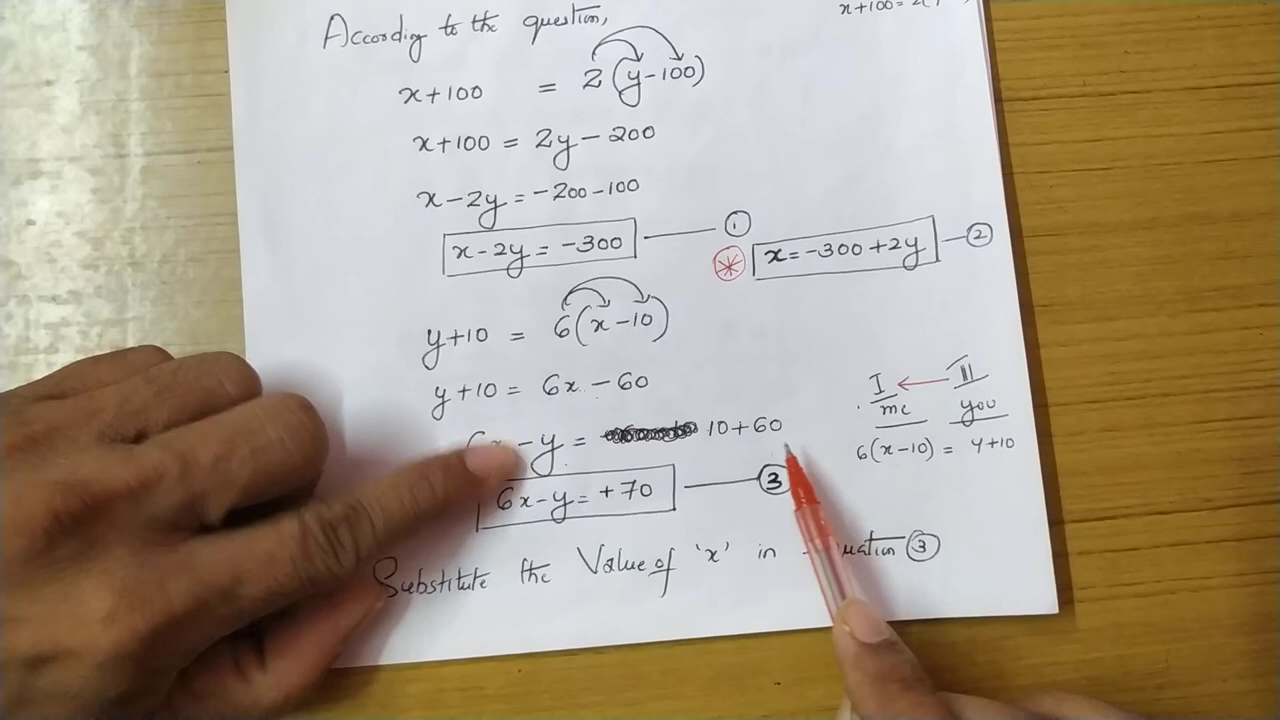 x+100 = 2(
According to the question,
x+100 = 2(y-100)
x+100 = 2y-200
x-2y = -200-100
x-2y = -300 ①
x = -300+2y ②
y+10 = 6(x-10)
y+10 = 6x-60
6x-y = 10+60
6x-y = +70 ③
I ← II
me you
6(x-10) = y+10
Substitute the Value of 'x' in ③